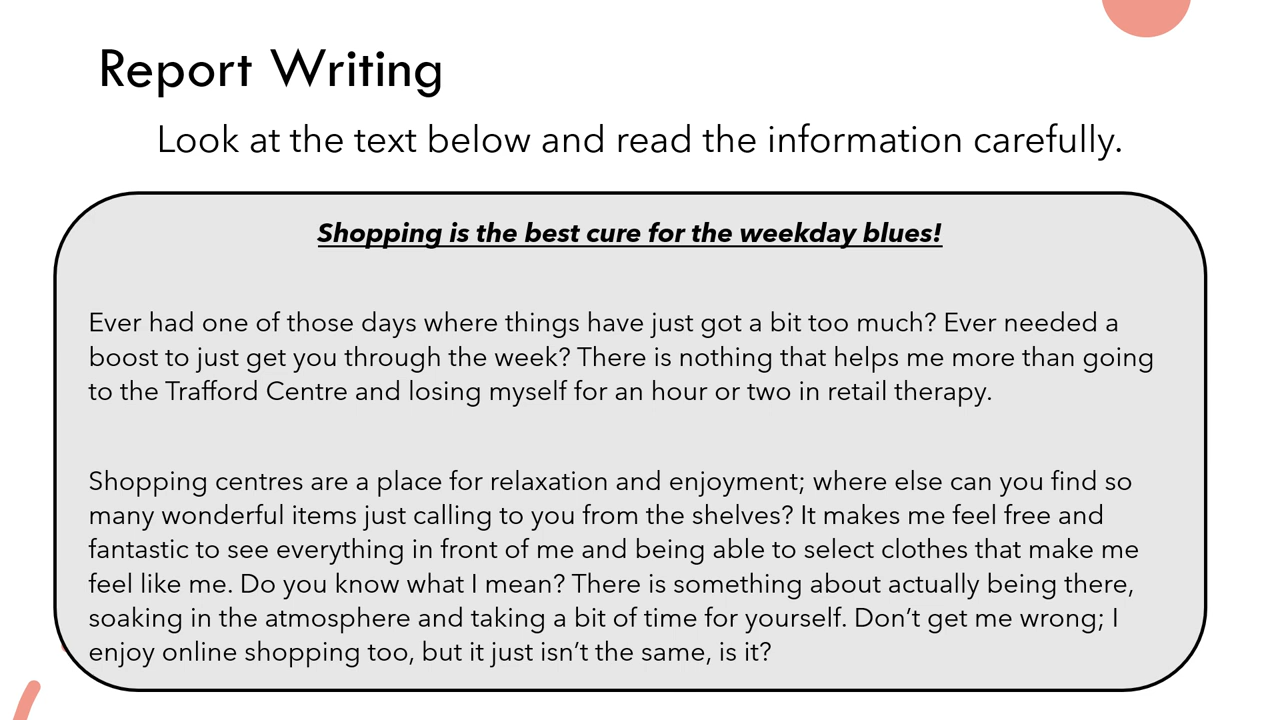 Report Writing
Look at the text below and read the information carefully.
Shopping is the best cure for the weekday blues!
Ever had one of those days where things have just got a bit too much? Ever needed a
boost to just get you through the week? There is nothing that helps me more than going
to the Trafford Centre and losing myself for an hour or two in retail therapy.
Shopping centres are a place for relaxation and enjoyment; where else can you find so
many wonderful items just calling to you from the shelves? It makes me feel free and
fantastic to see everything in front of me and being able to select clothes that make me
feel like me. Do you know what I mean? There is something about actually being there,
soaking in the atmosphere and taking a bit of time for yourself. Don’t get me wrong; I
enjoy online shopping too, but it just isn’t the same, is it?